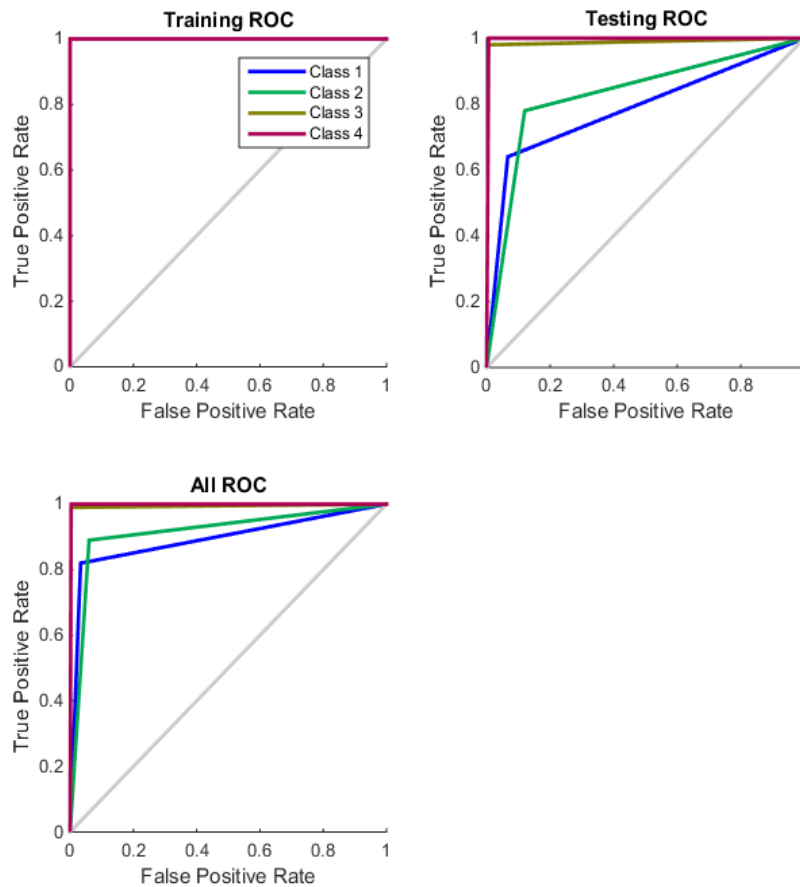 Training ROC
1
0.8
0.6
0.4
0.2
0
True Positive Rate
Class 1
Class 2
Class 3
Class 4
0 0.2 0.4 0.6 0.8 1
False Positive Rate
Testing ROC
1
0.8
0.6
0.4
0.2
0
True Positive Rate
0 0.2 0.4 0.6 0.8
False Positive Rate
All ROC
1
0.8
0.6
0.4
0.2
0
True Positive Rate
0 0.2 0.4 0.6 0.8 1
False Positive Rate